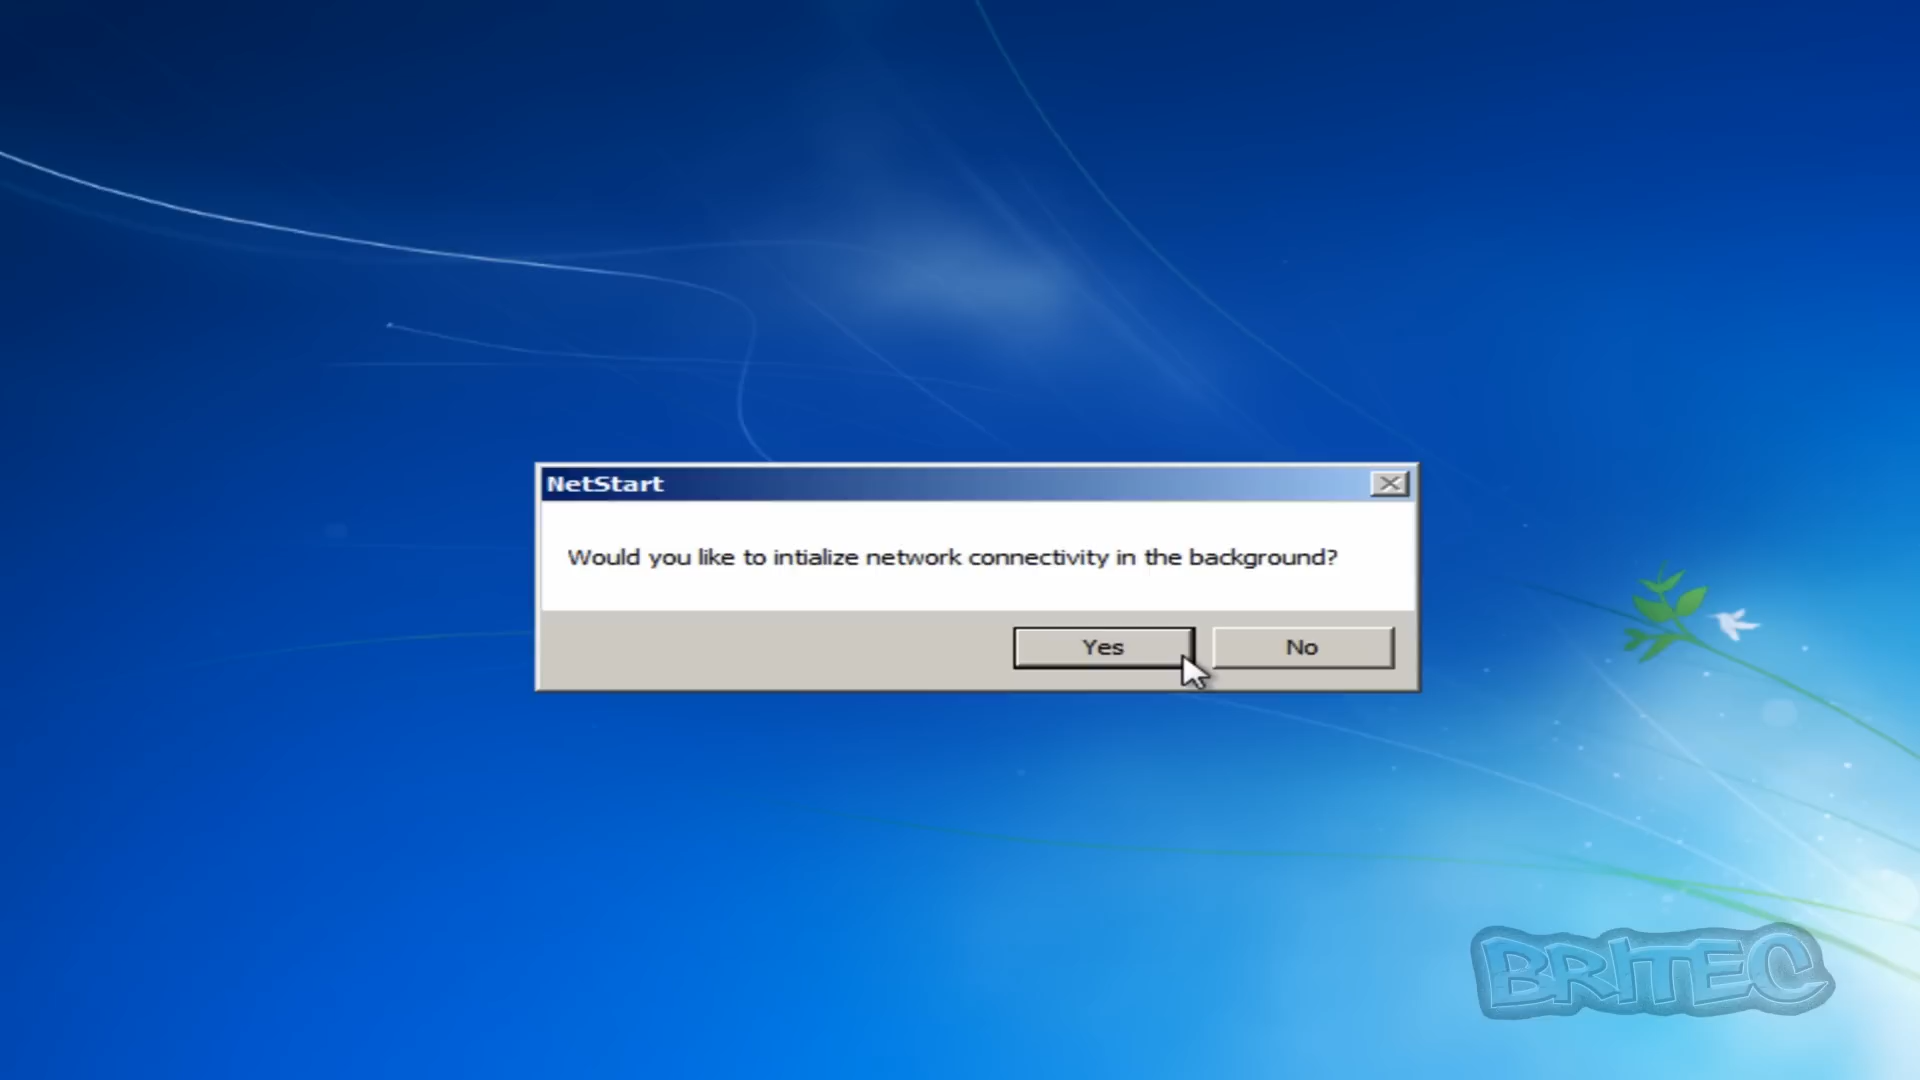 NetStart
Would you like to intialize network connectivity in the background?
Yes
No
BRITEC